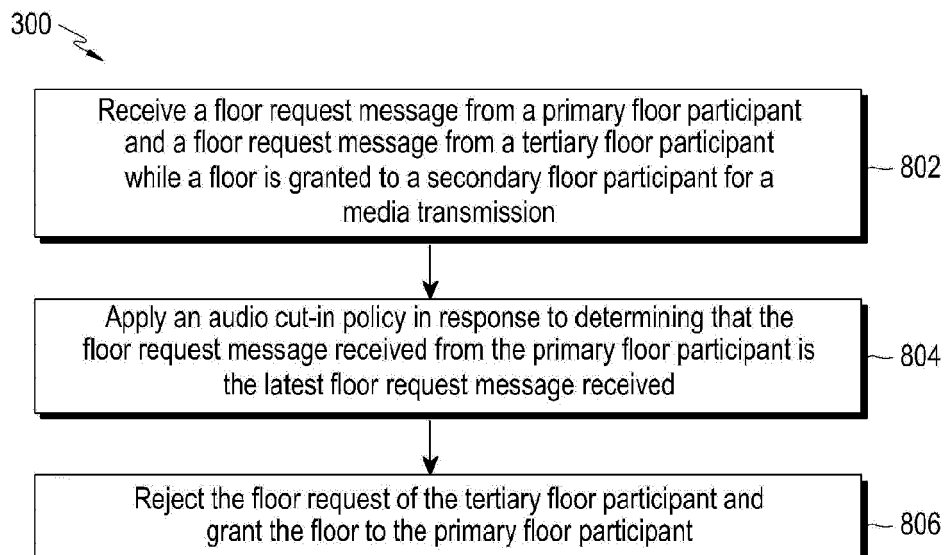 300
Receive a floor request message from a primary floor participant
and a floor request message from a tertiary floor participant
while a floor is granted to a secondary floor participant for a
media transmission
802
Apply an audio cut-in policy in response to determining that the
floor request message received from the primary floor participant is
the latest floor request message received
804
Reject the floor request of the tertiary floor participant and
grant the floor to the primary floor participant
806